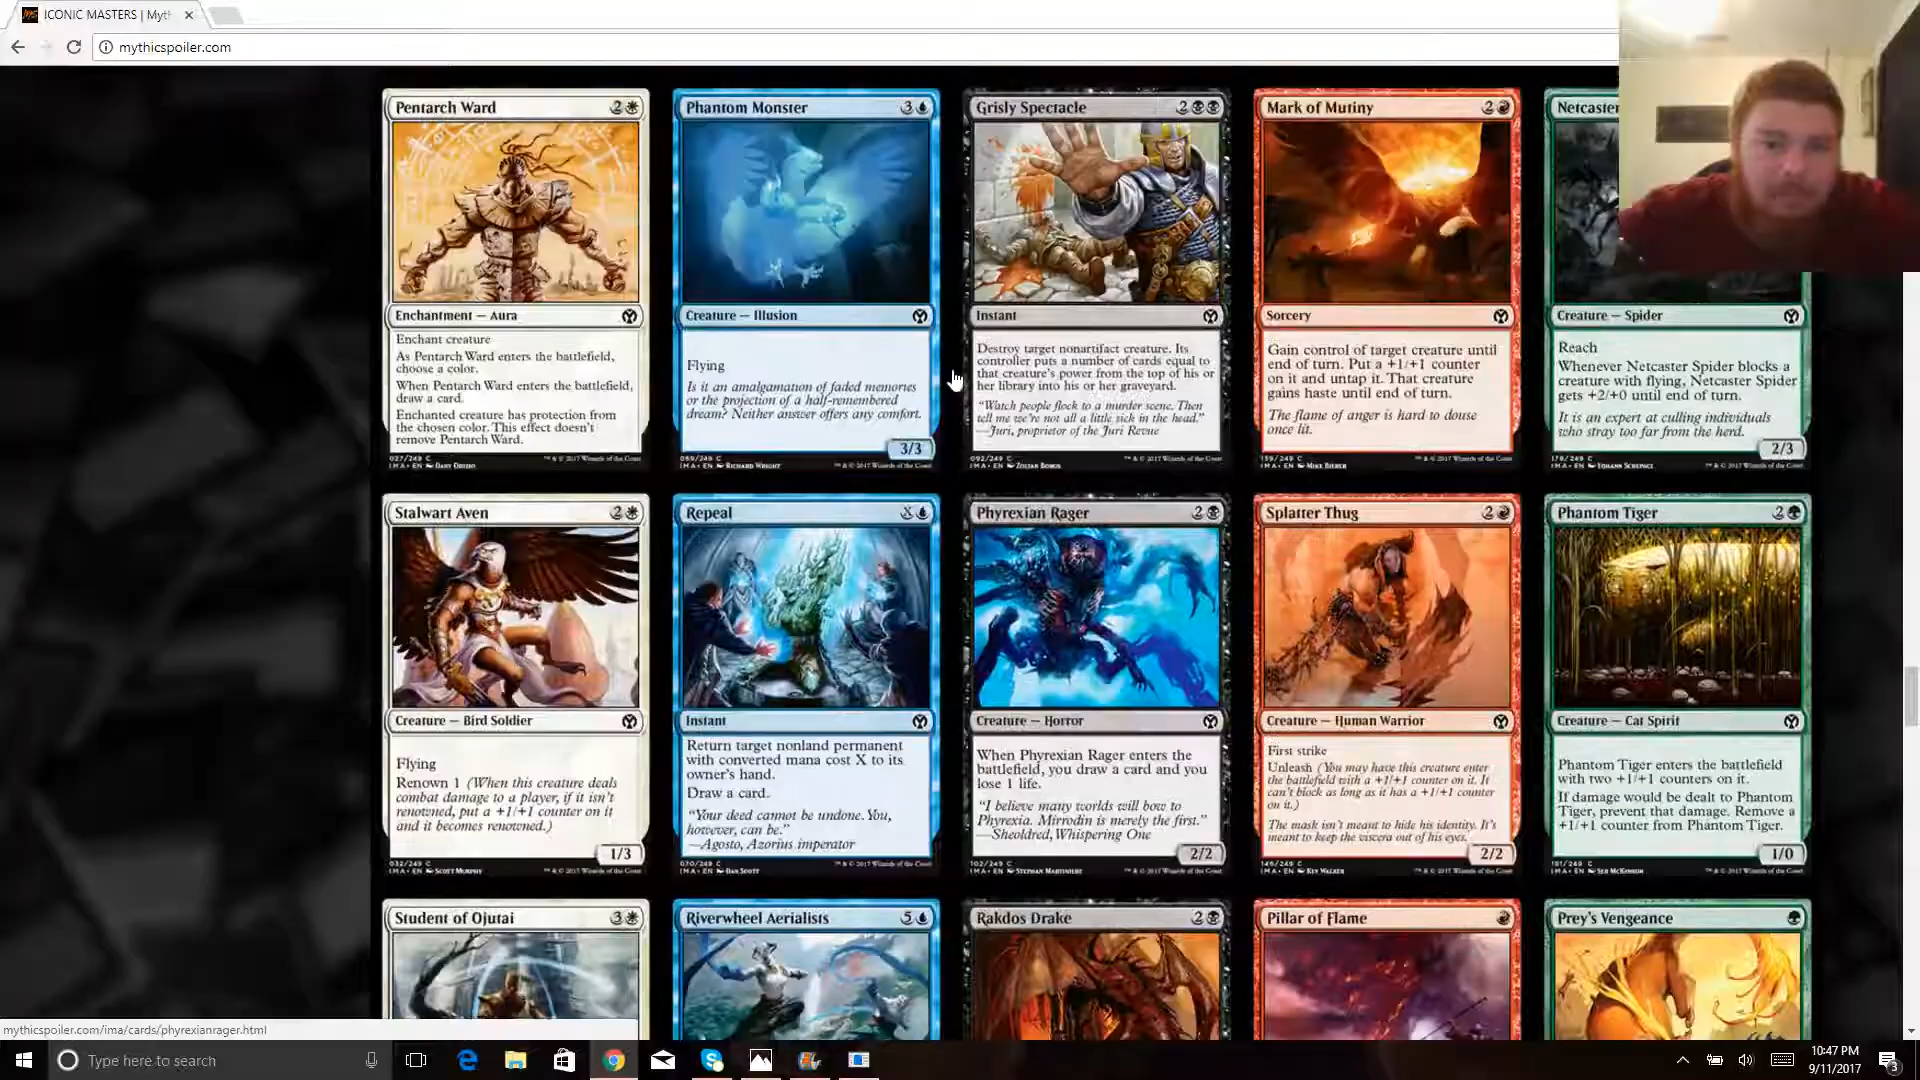 ICONIC MASTERS | Myt
mythicspoiler.com
Pentarch Ward 2
Phantom Monster 3
Grisly Spectacle 2
Mark of Mutiny 2
Netcaster
Enchantment — Aura
Creature — Illusion
Instant
Sorcery
Creature — Spider
Enchant creature
As Pentarch Ward enters the battlefield,
choose a color.
When Pentarch Ward enters the battlefield,
draw a card.
Enchanted creature has protection from
the chosen color. This effect doesn't
remove Pentarch Ward.
Flying
Is it an amalgamation of faded memories
or the projection of a half-remembered
dream? Neither answer offers any comfort.
3/3
Destroy target nonartifact creature. Its
controller puts a number of cards equal to
that creature's power from the top of his or
her library into his or her graveyard.
"Watch people flock to a murder scene. Then
tell me we're not all a little sick in the head."
—Juri, proprietor of the Juri Revue
Gain control of target creature until
end of turn. Put a +1/+1 counter
on it and untap it. That creature
gains haste until end of turn.
The flame of anger is hard to douse
once lit.
Reach
Whenever Netcaster Spider blocks a
creature with flying, Netcaster Spider
gets +2/+0 until end of turn.
It is an expert at culling individuals
who stray too far from the herd.
2/3
Stalwart Aven 2
Repeal X
Phyrexian Rager 2
Splatter Thug 2
Phantom Tiger 2
Creature — Bird Soldier
Instant
Creature — Horror
Creature — Human Warrior
Creature — Cat Spirit
Flying
Renown 1 (When this creature deals
combat damage to a player, if it isn't
renowned, put a +1/+1 counter on it
and it becomes renowned.)
1/3
Return target nonland permanent
with converted mana cost X to its
owner's hand.
Draw a card.
"Your deed cannot be undone. You,
however, can be."
—Agosto, Azorius imperator
When Phyrexian Rager enters the
battlefield, you draw a card and you
lose 1 life.
"I believe many worlds will bow to
Phyrexia. Mirrodin is merely the first."
—Sheoldred, Whispering One
2/2
First strike
Unleash (You may have this creature enter
the battlefield with a +1/+1 counter on it. It
can't block as long as it has a +1/+1 counter
on it.)
The mask isn't meant to hide his identity. It's
meant to keep the viscera out of his eyes.
2/2
Phantom Tiger enters the battlefield
with two +1/+1 counters on it.
If damage would be dealt to Phantom
Tiger, prevent that damage. Remove a
+1/+1 counter from Phantom Tiger.
1/0
Student of Ojutai 3
Riverwheel Aerialists 5
Rakdos Drake 2
Pillar of Flame
Prey's Vengeance
mythicspoiler.com/ima/cards/phyrexianrager.html
Type here to search
10:47 PM
9/11/2017
3